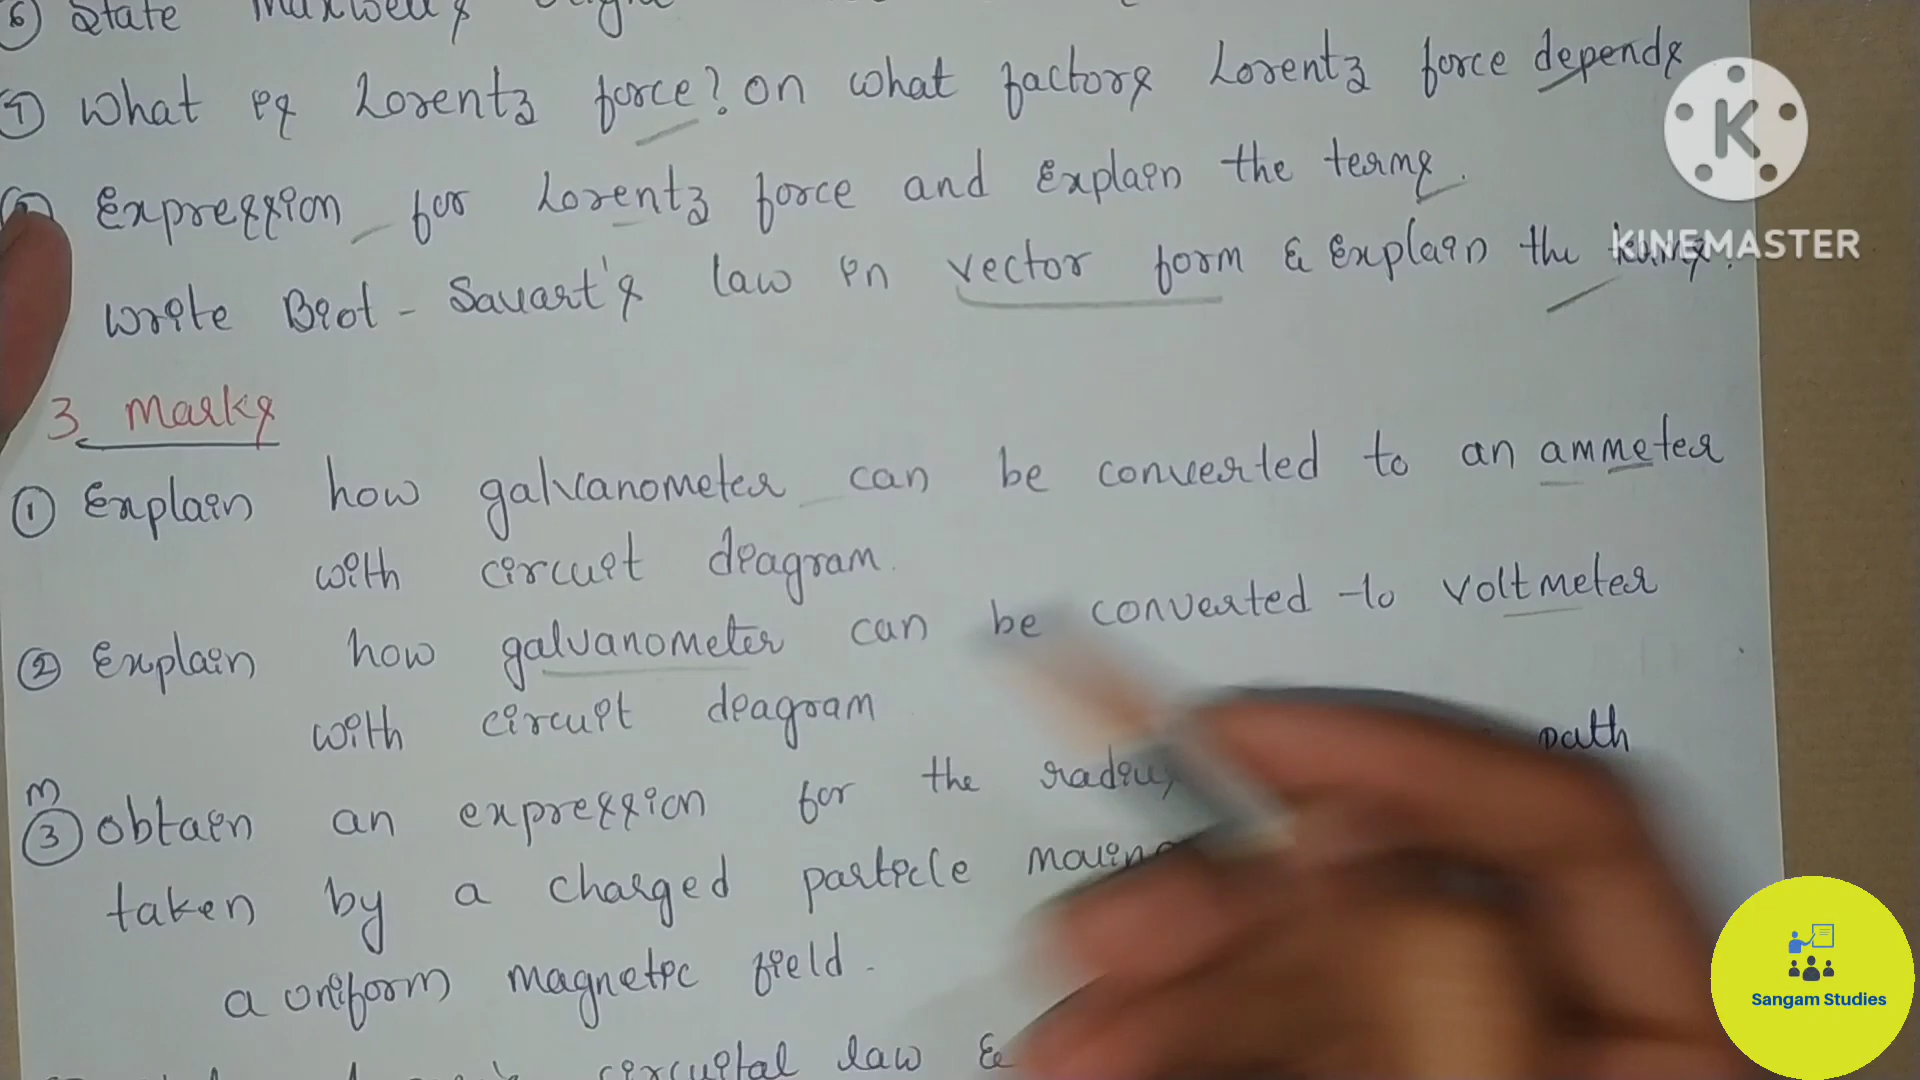 6 State Maxwell's
7 What is Lorentz force? on what factors Lorentz force depends
Expression for Lorentz force and explain the terms.
write Biot - Savart's law in vector form & explain the terms.
KINEMASTER
3 Marks
1 Explain how galvanometer can be converted to an ammeter
with circuit diagram.
2 Explain how galvanometer can be converted to voltmeter
with circuit diagram
M
3 obtain an expression for the radius path
taken by a charged particle moving
a uniform magnetic field.
circuital law &
Sangam Studies